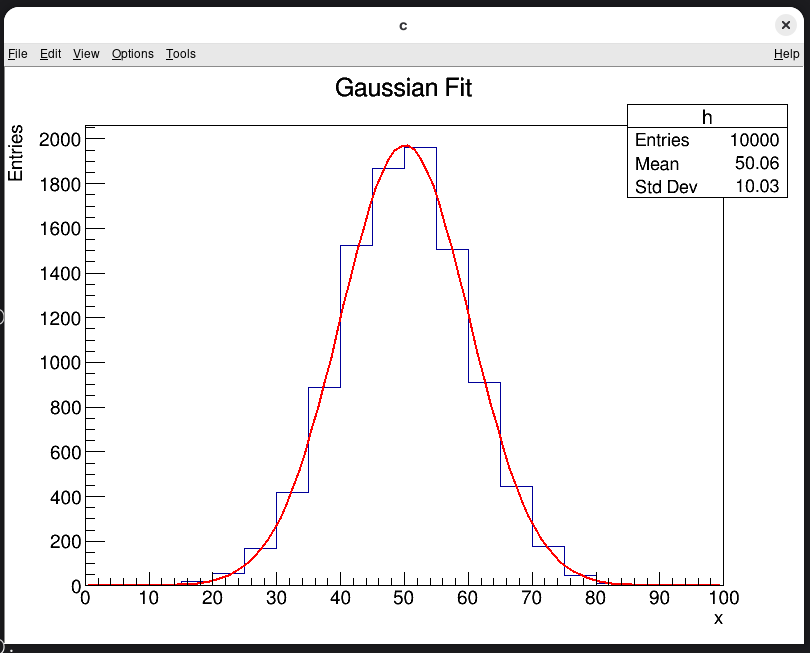 c
File Edit View Options Tools Help
Gaussian Fit
h
Entries 10000
Mean 50.06
Std Dev 10.03
Entries
2000
1800
1600
1400
1200
1000
800
600
400
200
0
0 10 20 30 40 50 60 70 80 90 100
x